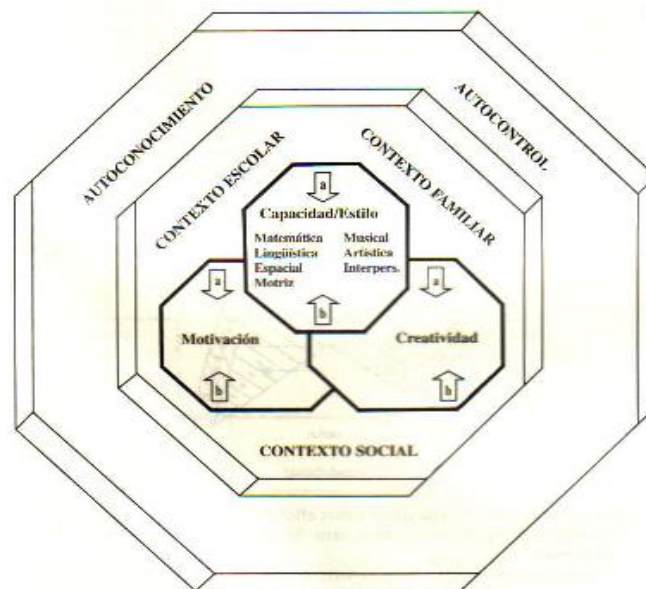 AUTOCONOCIMIENTO
AUTOCONTROL
CONTEXTO ESCOLAR
CONTEXTO FAMILIAR
a
Capacidad/Estilo
Matemática Musical
Lingüística Artística
Espacial Interpers.
Motriz
b
a
Motivación
b
a
Creatividad
b
CONTEXTO SOCIAL